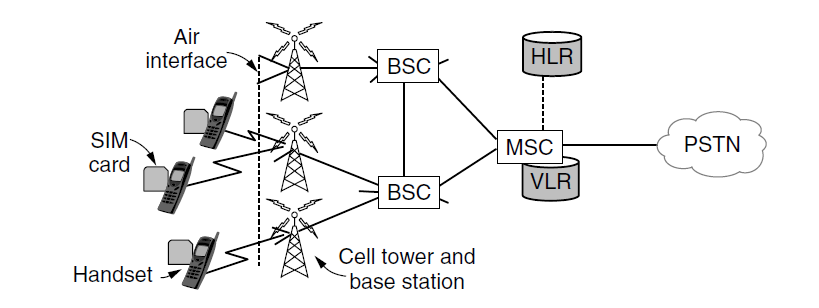 Air
interface
BSC
HLR
SIM
card
MSC
PSTN
VLR
BSC
Handset
Cell tower and
base station